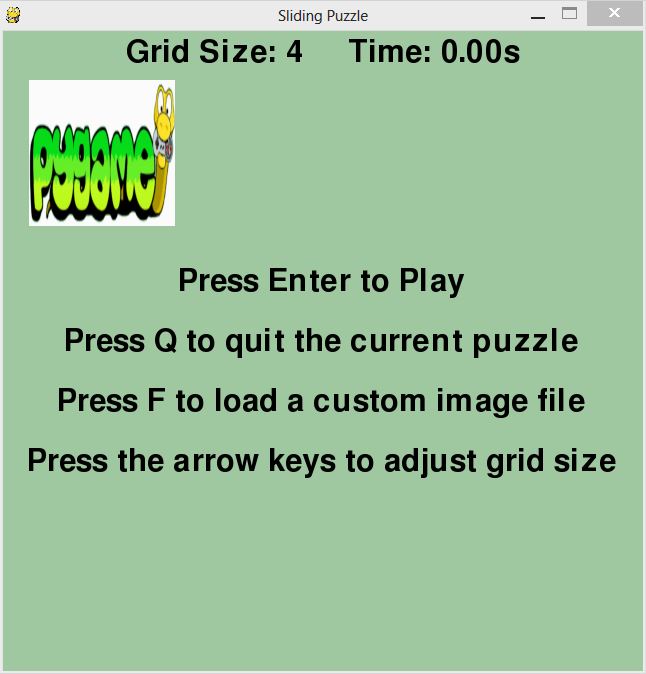 Sliding Puzzle
Grid Size: 4 Time: 0.00s
pygame
Press Enter to Play
Press Q to quit the current puzzle
Press F to load a custom image file
Press the arrow keys to adjust grid size